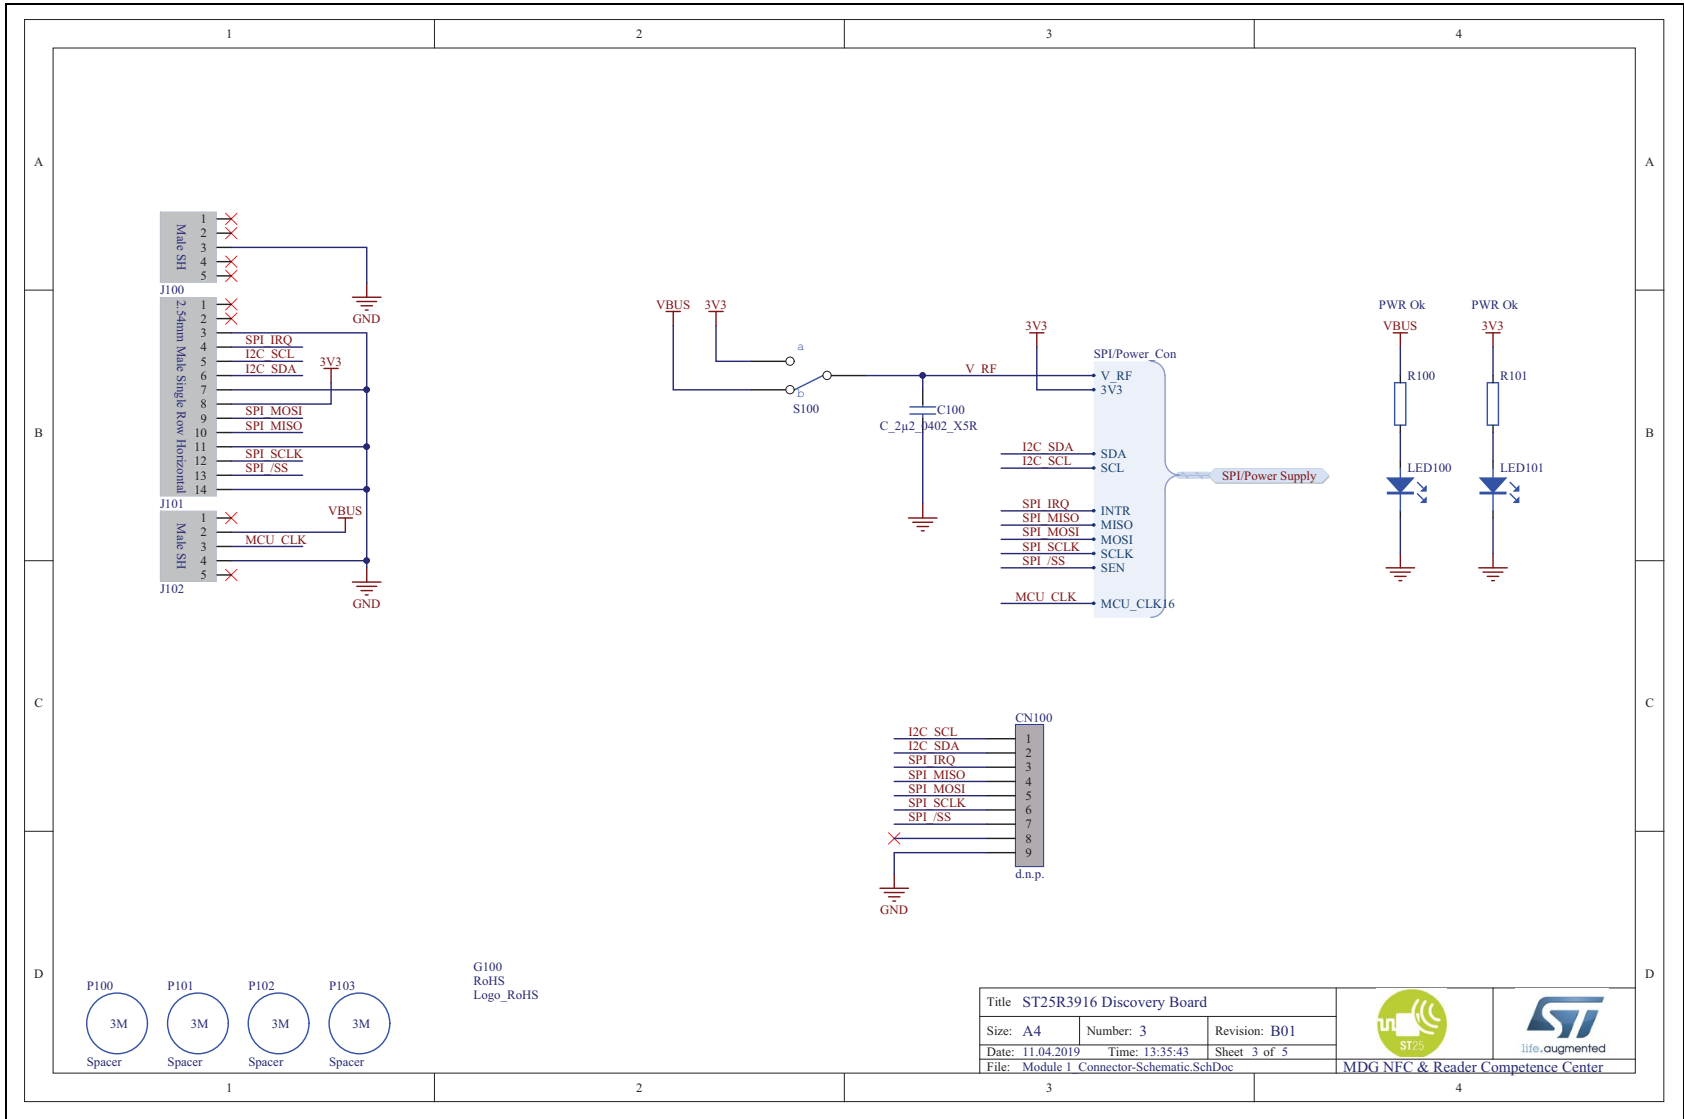 1 2 3 4
A A
Male SH
1
2
3
4
5
J100
GND
B B
2.54mm Male Single Row Horizontal
1
2
3
4 SPI_IRQ
5 I2C_SCL
6 I2C_SDA
7
3V3
8
9 SPI_MOSI
10 SPI_MISO
11
12 SPI_SCLK
13 SPI_/SS
14
J101
Male SH
1
2
VBUS
3 MCU_CLK
4
5
J102
GND
VBUS 3V3
a
b
S100
V_RF
C100
C_2µ2_0402_X5R
3V3
SPI/Power_Con
V_RF
3V3
I2C_SDA SDA
I2C_SCL SCL
SPI_IRQ INTR
SPI_MISO MISO
SPI_MOSI MOSI
SPI_SCLK SCLK
SPI_/SS SEN
MCU_CLK MCU_CLK16
SPI/Power Supply
PWR Ok PWR Ok
VBUS 3V3
R100 R101
LED100 LED101
C C
CN100
I2C_SCL 1
I2C_SDA 2
SPI_IRQ 3
SPI_MISO 4
SPI_MOSI 5
SPI_SCLK 6
SPI_/SS 7
8
9
d.n.p.
GND
D D
P100 P101 P102 P103
3M 3M 3M 3M
Spacer Spacer Spacer Spacer
G100
RoHS
Logo_RoHS
Title ST25R3916 Discovery Board
Size: A4 Number: 3 Revision: B01
Date: 11.04.2019 Time: 13:35:43 Sheet 3 of 5
File: Module 1_Connector-Schematic.SchDoc
ST25
ST
life.augmented
MDG NFC & Reader Competence Center
1 2 3 4